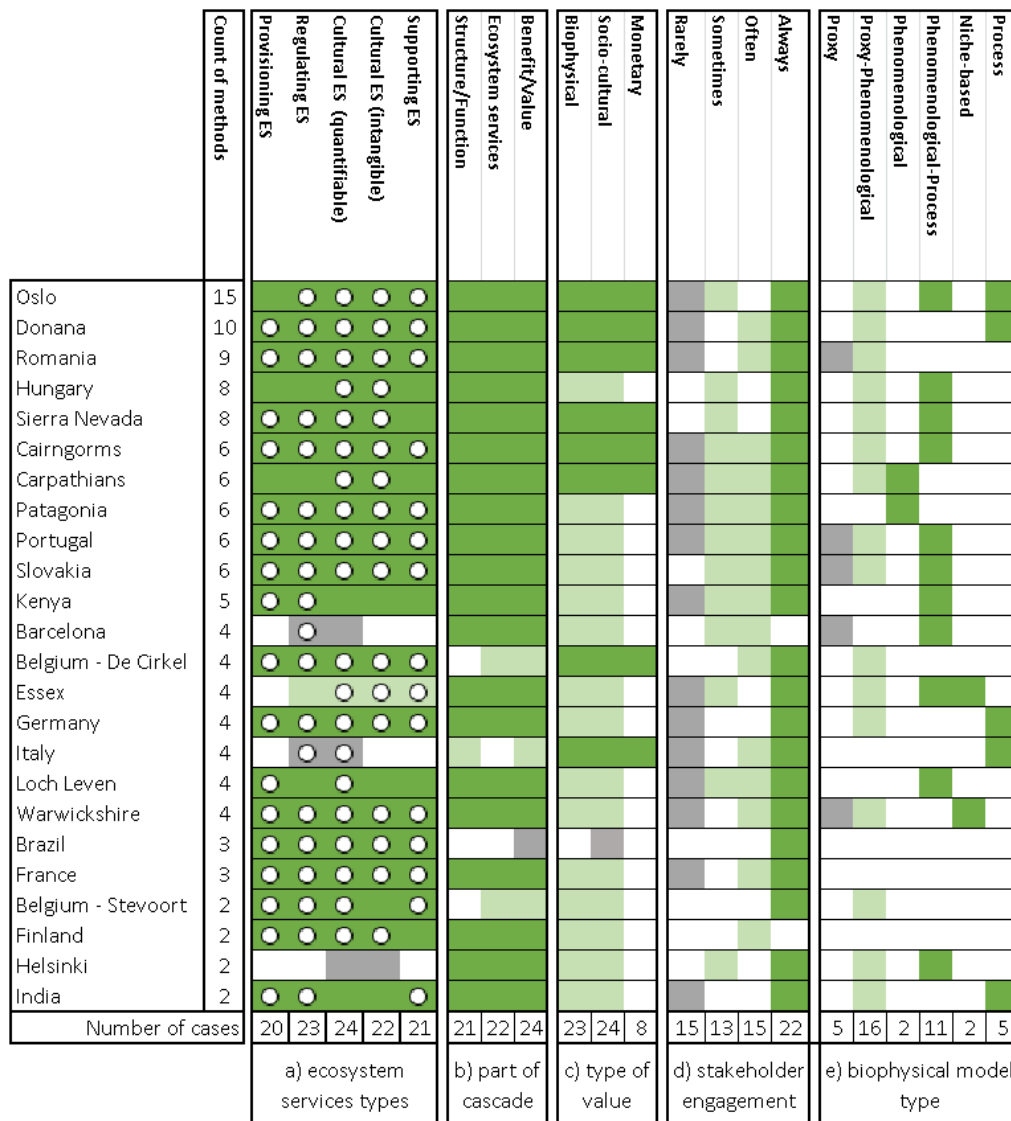 Count of methods
Provisioning ES
Regulating ES
Cultural ES (quantifiable)
Cultural ES (intangible)
Supporting ES
Structure/Function
Ecosystem services
Benefit/Value
Biophysical
Socio-cultural
Monetary
Rarely
Sometimes
Often
Always
Proxy
Proxy-Phenomenological
Phenomenological
Phenomenological-Process
Niche-based
Process
Oslo 15
Donana 10
Romania 9
Hungary 8
Sierra Nevada 8
Cairngorms 6
Carpathians 6
Patagonia 6
Portugal 6
Slovakia 6
Kenya 5
Barcelona 4
Belgium - De Cirkel 4
Essex 4
Germany 4
Italy 4
Loch Leven 4
Warwickshire 4
Brazil 3
France 3
Belgium - Stevoort 2
Finland 2
Helsinki 2
India 2
Number of cases 20 23 24 22 21 21 22 24 23 24 8 15 13 15 22 5 16 2 11 2 5
a) ecosystem
services types
b) part of
cascade
c) type of
value
d) stakeholder
engagement
e) biophysical model
type